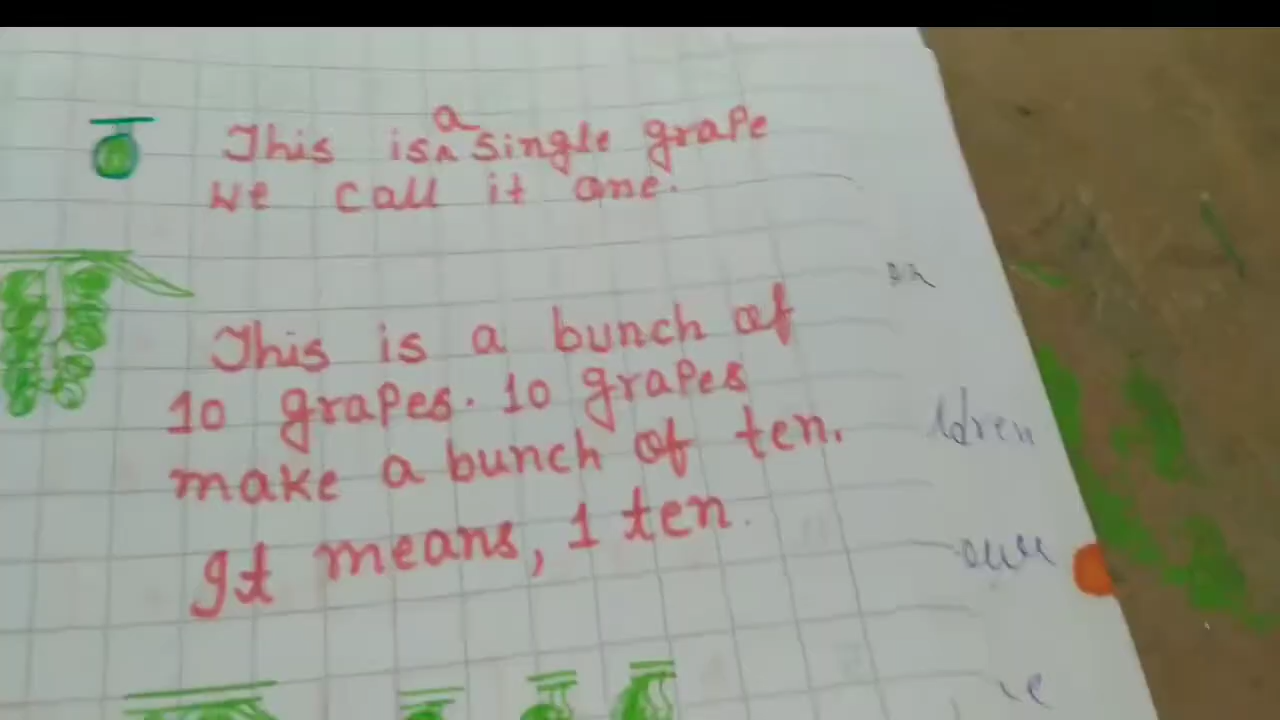 This is a single grape
we call it one.
This is a bunch of
10 grapes. 10 grapes
make a bunch of ten.
It means, 1 ten.